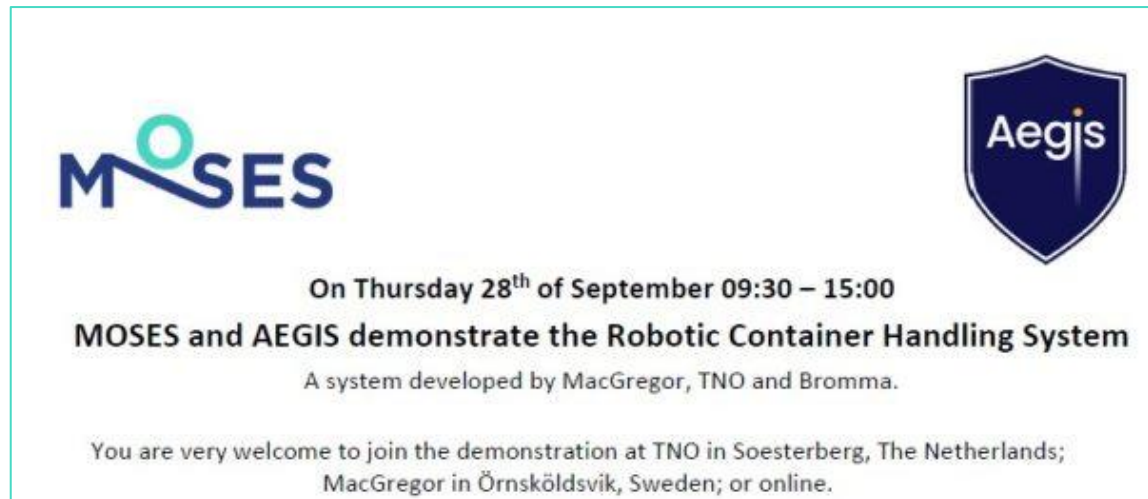 MOSES
Aegis
On Thursday 28th of September 09:30 – 15:00
MOSES and AEGIS demonstrate the Robotic Container Handling System
A system developed by MacGregor, TNO and Bromma.
You are very welcome to join the demonstration at TNO in Soesterberg, The Netherlands;
MacGregor in Örnsköldsvik, Sweden; or online.